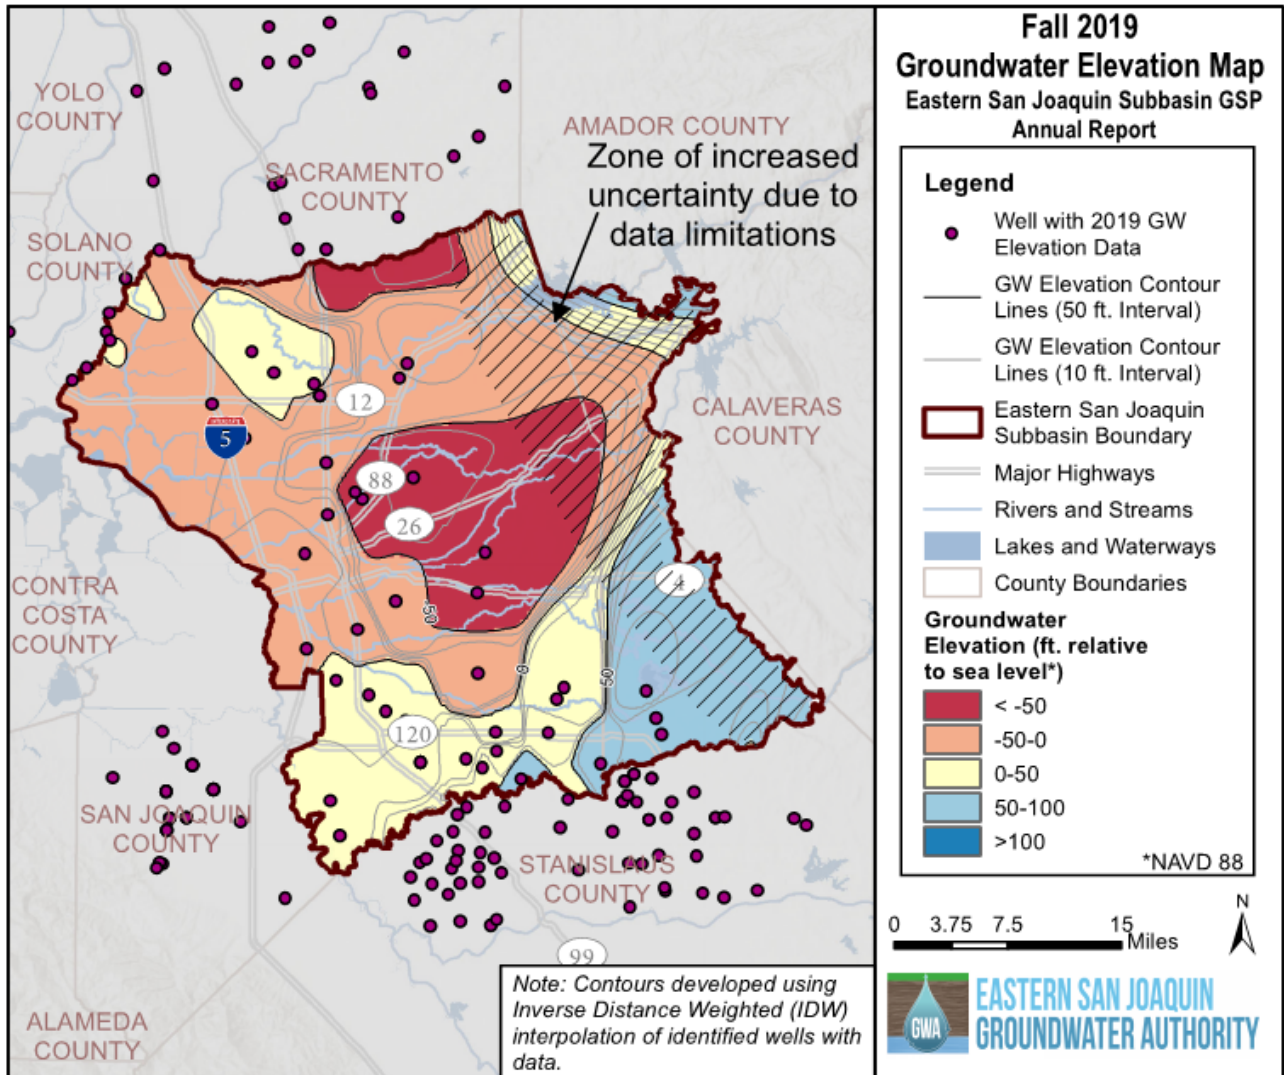 Fall 2019
Groundwater Elevation Map
Eastern San Joaquin Subbasin GSP
Annual Report
Legend
Well with 2019 GW
Elevation Data
GW Elevation Contour
Lines (50 ft. Interval)
GW Elevation Contour
Lines (10 ft. Interval)
Eastern San Joaquin
Subbasin Boundary
Major Highways
Rivers and Streams
Lakes and Waterways
County Boundaries
Groundwater
Elevation (ft. relative
to sea level*)
< -50
-50-0
0-50
50-100
>100
*NAVD 88
N
0 3.75 7.5 15
Miles
GWA
EASTERN SAN JOAQUIN
GROUNDWATER AUTHORITY
YOLO
COUNTY
AMADOR COUNTY
Zone of increased
uncertainty due to
data limitations
SACRAMENTO
COUNTY
SOLANO
COUNTY
12
CALAVERAS
COUNTY
5
88
26
CONTRA
COSTA
COUNTY
4
-50
0
50
120
SAN JOAQUIN
COUNTY
STANISLAUS
COUNTY
99
ALAMEDA
COUNTY
Note: Contours developed using
Inverse Distance Weighted (IDW)
interpolation of identified wells with
data.